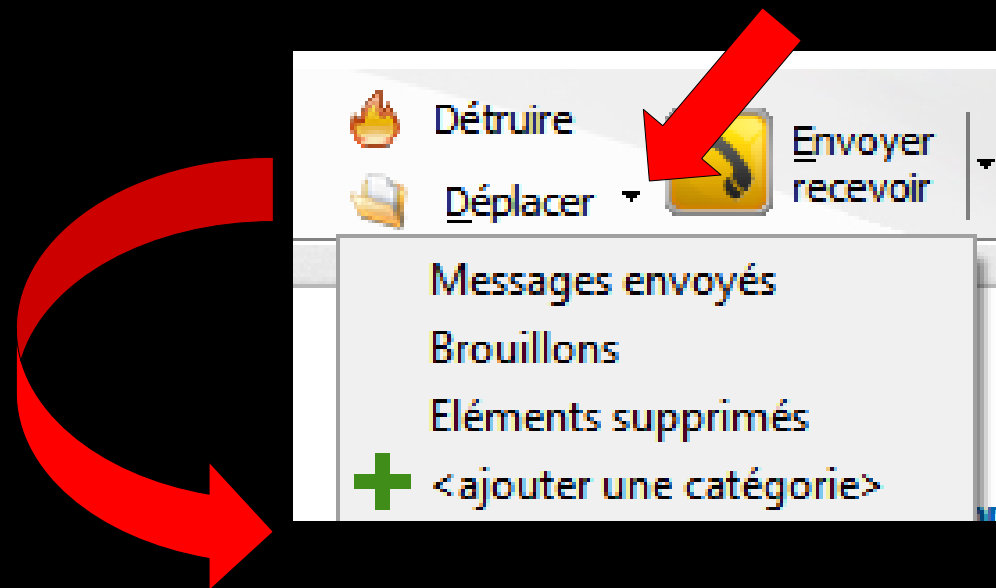 Détruire
Déplacer
Envoyer
recevoir
Messages envoyés
Brouillons
Eléments supprimés
<ajouter une catégorie>